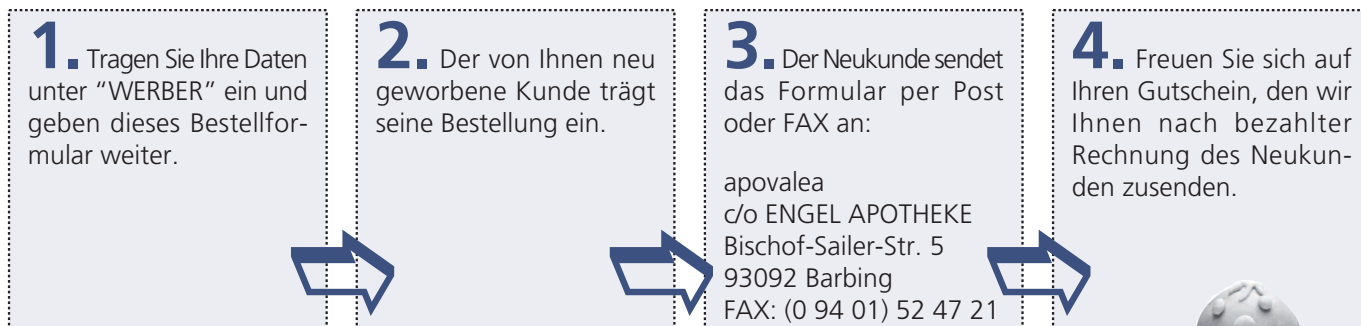 1. Tragen Sie Ihre Daten
unter “WERBER” ein und
geben dieses Bestellfor-
mular weiter.
2. Der von Ihnen neu
geworbene Kunde trägt
seine Bestellung ein.
3. Der Neukunde sendet
das Formular per Post
oder FAX an:
apovalea
c/o ENGEL APOTHEKE
Bischof-Sailer-Str. 5
93092 Barbing
FAX: (0 94 01) 52 47 21
4. Freuen Sie sich auf
Ihren Gutschein, den wir
Ihnen nach bezahlter
Rechnung des Neukun-
den zusenden.